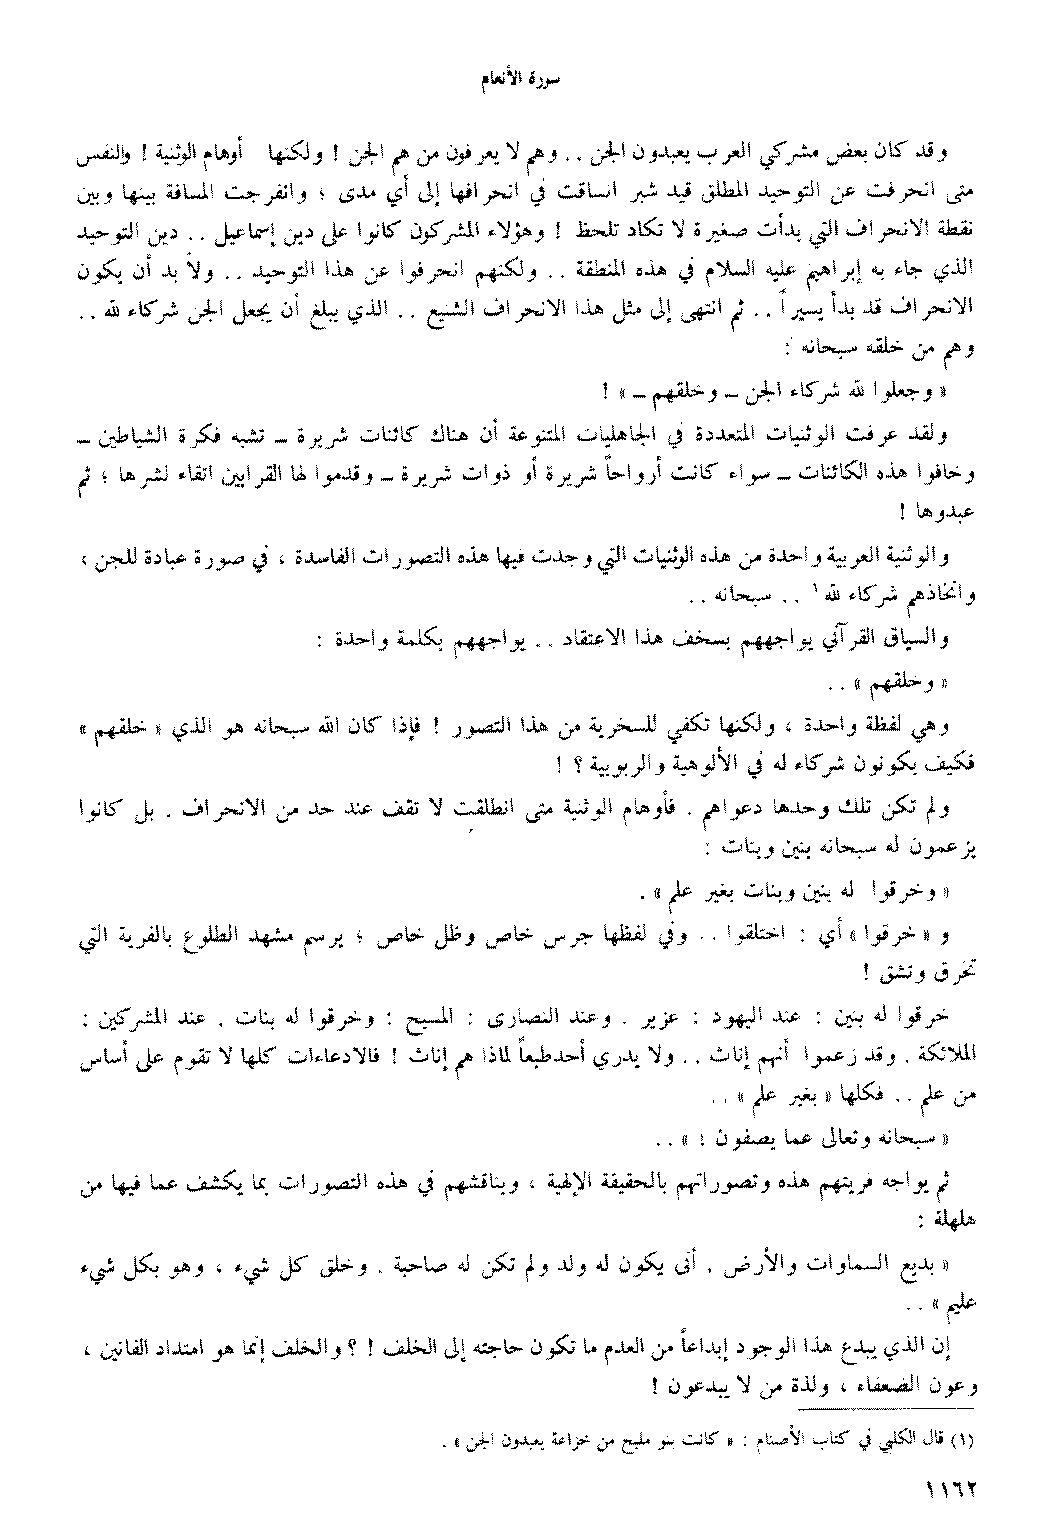 سورة الأنعام
وقد كان بعض مشركي العرب يعبدون الجن .. وهم لا يعرفون من هم الجن ! ولكنها أوهام الوثنية ! والنفس
متى انحرفت عن التوحيد المطلق قيد شبر انساقت في انحرافها إلى أي مدى ؛ وانفرجت المسافة بينها وبين
نقطة الانحراف التي بدأت صغيرة لا تكاد تلحظ ! وهؤلاء المشركون كانوا على دين إسماعيل .. دين التوحيد
الذي جاء به إبراهيم عليه السلام في هذه المنطقة .. ولكنهم انحرفوا عن هذا التوحيد .. ولا بد أن يكون
الانحراف قد بدأ يسيراً .. ثم انتهى إلى مثل هذا الانحراف الشنيع .. الذي يبلغ أن يجعل الجن شركاء لله ..
وهم من خلقه سبحانه :
« وجعلوا لله شركاء الجن – وخلقهم – » !
ولقد عرفت الوثنيات المتعددة في الجاهليات المتنوعة أن هناك كائنات شريرة – تشبه فكرة الشياطين –
وخافوا هذه الكائنات – سواء كانت أرواحاً شريرة أو ذوات شريرة – وقدموا لها القرابين اتقاء لشرها ؛ ثم
عبدوها !
والوثنية العربية واحدة من هذه الوثنيات التي وجدت فيها هذه التصورات الفاسدة ، في صورة عبادة للجن ،
واتخاذهم شركاء لله ١ .. سبحانه ..
والسياق القرآني يواجههم بسخف هذا الاعتقاد .. يواجههم بكلمة واحدة :
« وخلقهم » ..
وهي لفظة واحدة ، ولكنها تكفي للسخرية من هذا التصور ! فإذا كان الله سبحانه هو الذي « خلقهم »
فكيف يكونون شركاء له في الألوهية والربوبية ؟ !
ولم تكن تلك وحدها دعواهم . فأوهام الوثنية متى انطلقت لا تقف عند حد من الانحراف . بل كانوا
يزعمون له سبحانه بنين وبنات :
« وخرقوا له بنين وبنات بغير علم » .
و « خرقوا » أي : اختلقوا .. وفي لفظها جرس خاص وظل خاص ؛ يرسم مشهد الطلوع بالفرية التي
تخرق وتشق !
خرقوا له بنين : عند اليهود : عزير . وعند النصارى : المسيح : وخرقوا له بنات . عند المشركين :
الملائكة . وقد زعموا أنهم إناث .. ولا يدري أحد طبعاً لماذا هم إناث ! فالادعاءات كلها لا تقوم على أساس
من علم .. فكلها « بغير علم » ..
« سبحانه وتعالى عما يصفون ! » ..
ثم يواجه فريتهم هذه وتصوراتهم بالحقيقة الإلهية ، ويناقشهم في هذه التصورات بما يكشف عما فيها من
هلهلة :
« بديع السماوات والأرض . أنى يكون له ولد ولم تكن له صاحبة . وخلق كل شيء ، وهو بكل شيء
عليم » ..
إن الذي يبدع هذا الوجود إبداعاً من العدم ما تكون حاجته إلى الخلف ! ؟ والخلف إنما هو امتداد الفانين ،
وعون الضعفاء ، ولذة من لا يبدعون !
(١) قال الكلبي في كتاب الأصنام : « كانت بنو مليح من خزاعة يعبدون الجن » .
١١٦٢